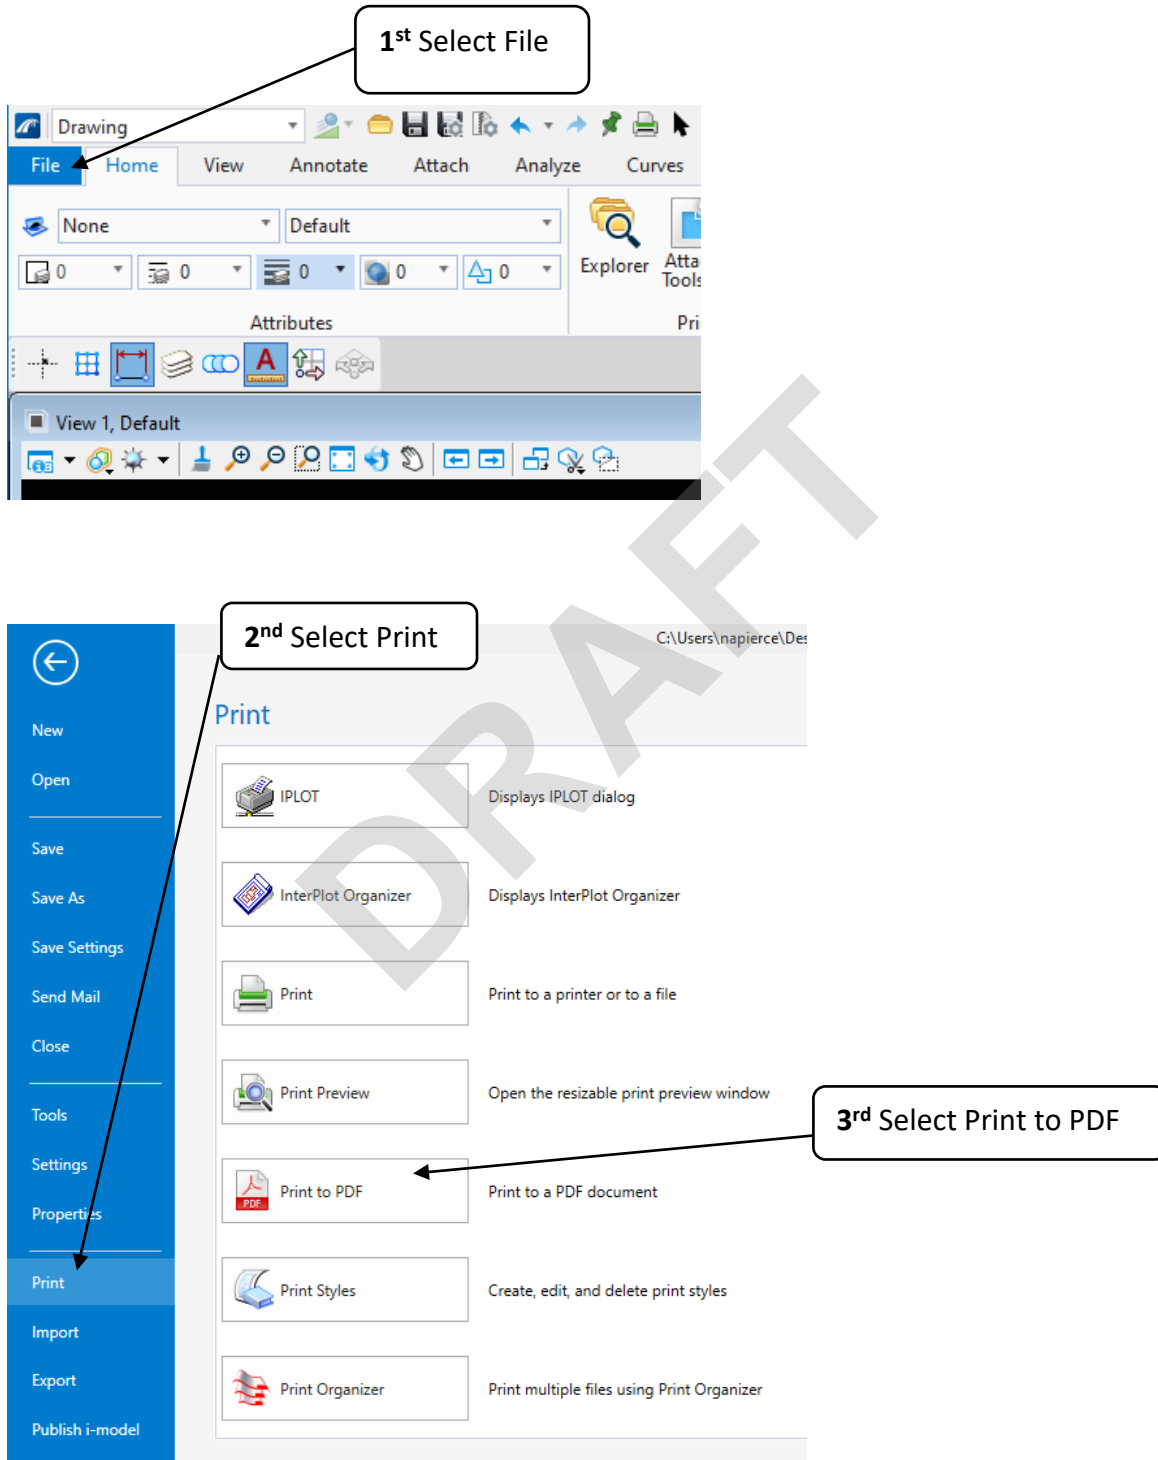 1st Select File
Drawing
File Home View Annotate Attach Analyze Curves
None Default
0 0 0 0 0
Explorer
Tools
Attributes
View 1, Default
2nd Select Print
C:\Users\napierce\Des
Print
New
Open
Save
Save As
Save Settings
Send Mail
Close
Tools
Settings
Properties
Print
Import
Export
Publish i-model
IPLOT Displays IPLOT dialog
InterPlot Organizer Displays InterPlot Organizer
Print Print to a printer or to a file
Print Preview Open the resizable print preview window
3rd Select Print to PDF
Print to PDF Print to a PDF document
PDF
Print Styles Create, edit, and delete print styles
Print Organizer Print multiple files using Print Organizer
DRAFT